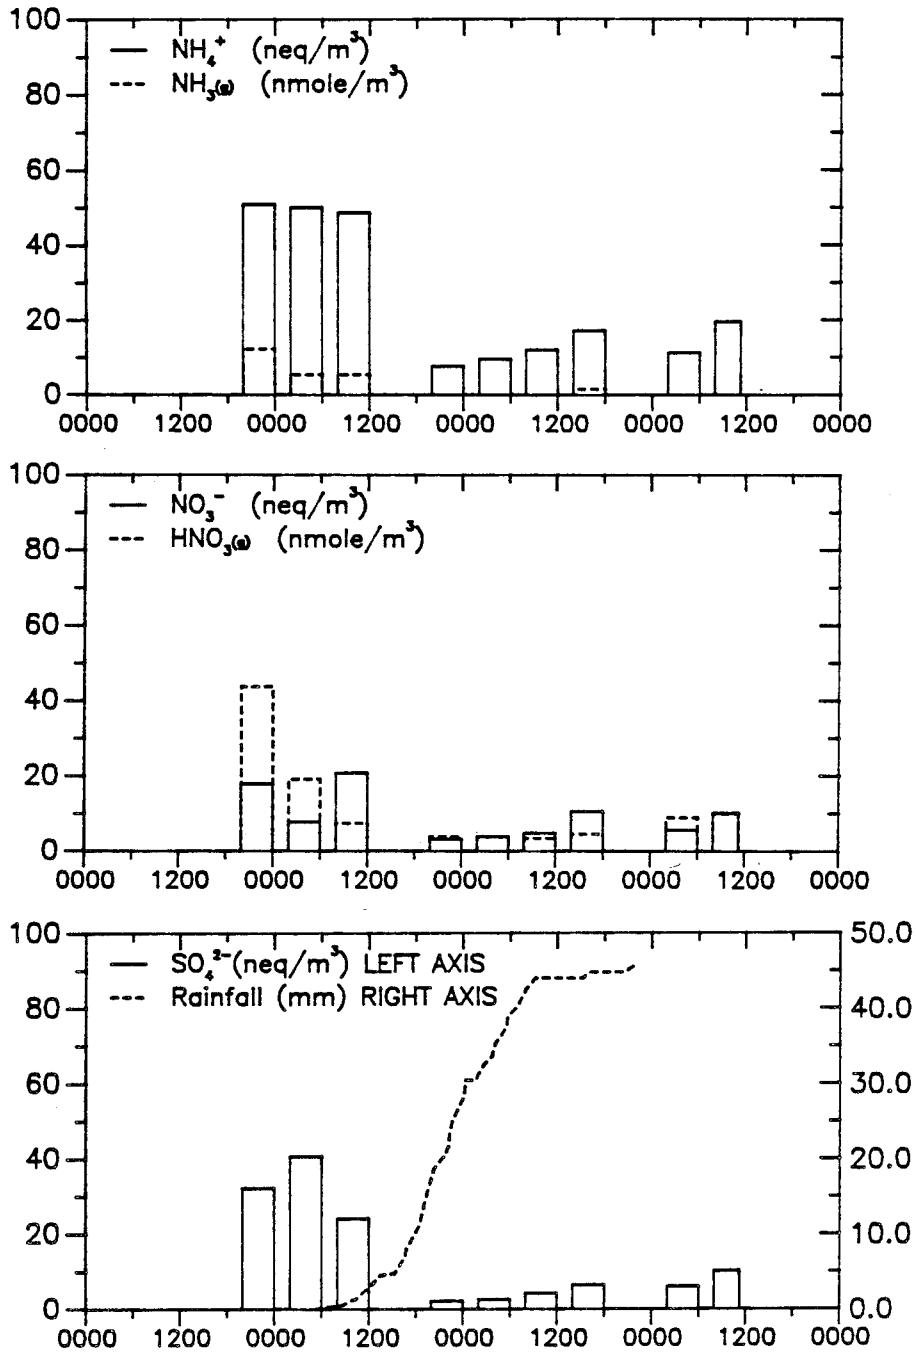 100
80
60
40
20
0
NH₄⁺ (neq/m³)
NH₃(g) (nmole/m³)
0000 1200 0000 1200 0000 1200 0000 1200 0000
100
80
60
40
20
0
NO₃⁻ (neq/m³)
HNO₃(g) (nmole/m³)
0000 1200 0000 1200 0000 1200 0000 1200 0000
100
80
60
40
20
0
SO₄²⁻(neq/m³) LEFT AXIS
Rainfall (mm) RIGHT AXIS
50.0
40.0
30.0
20.0
10.0
0.0
0000 1200 0000 1200 0000 1200 0000 1200 0000